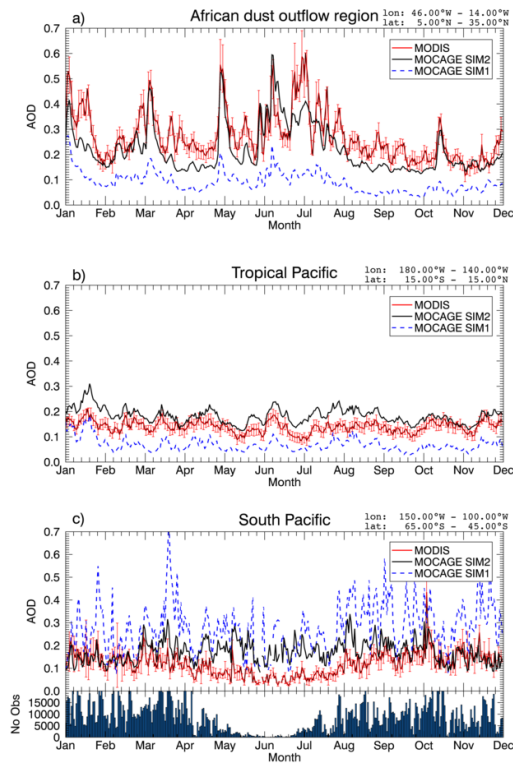 a) African dust outflow region lon: 46.00°W - 14.00°W
lat: 5.00°N - 35.00°N
0.7
0.6
0.5
0.4
0.3
0.2
0.1
0.0
AOD
MODIS
MOCAGE SIM2
MOCAGE SIM1
Jan Feb Mar Apr May Jun Jul Aug Sep Oct Nov Dec
Month
b) Tropical Pacific lon: 180.00°W - 140.00°W
lat: 15.00°S - 15.00°N
0.7
0.6
0.5
0.4
0.3
0.2
0.1
0.0
AOD
MODIS
MOCAGE SIM2
MOCAGE SIM1
Jan Feb Mar Apr May Jun Jul Aug Sep Oct Nov Dec
Month
c) South Pacific lon: 150.00°W - 100.00°W
lat: 65.00°S - 45.00°S
0.7
0.6
0.5
0.4
0.3
0.2
0.1
0.0
AOD
MODIS
MOCAGE SIM2
MOCAGE SIM1
15000
10000
5000
0
No Obs
Jan Feb Mar Apr May Jun Jul Aug Sep Oct Nov Dec
Month